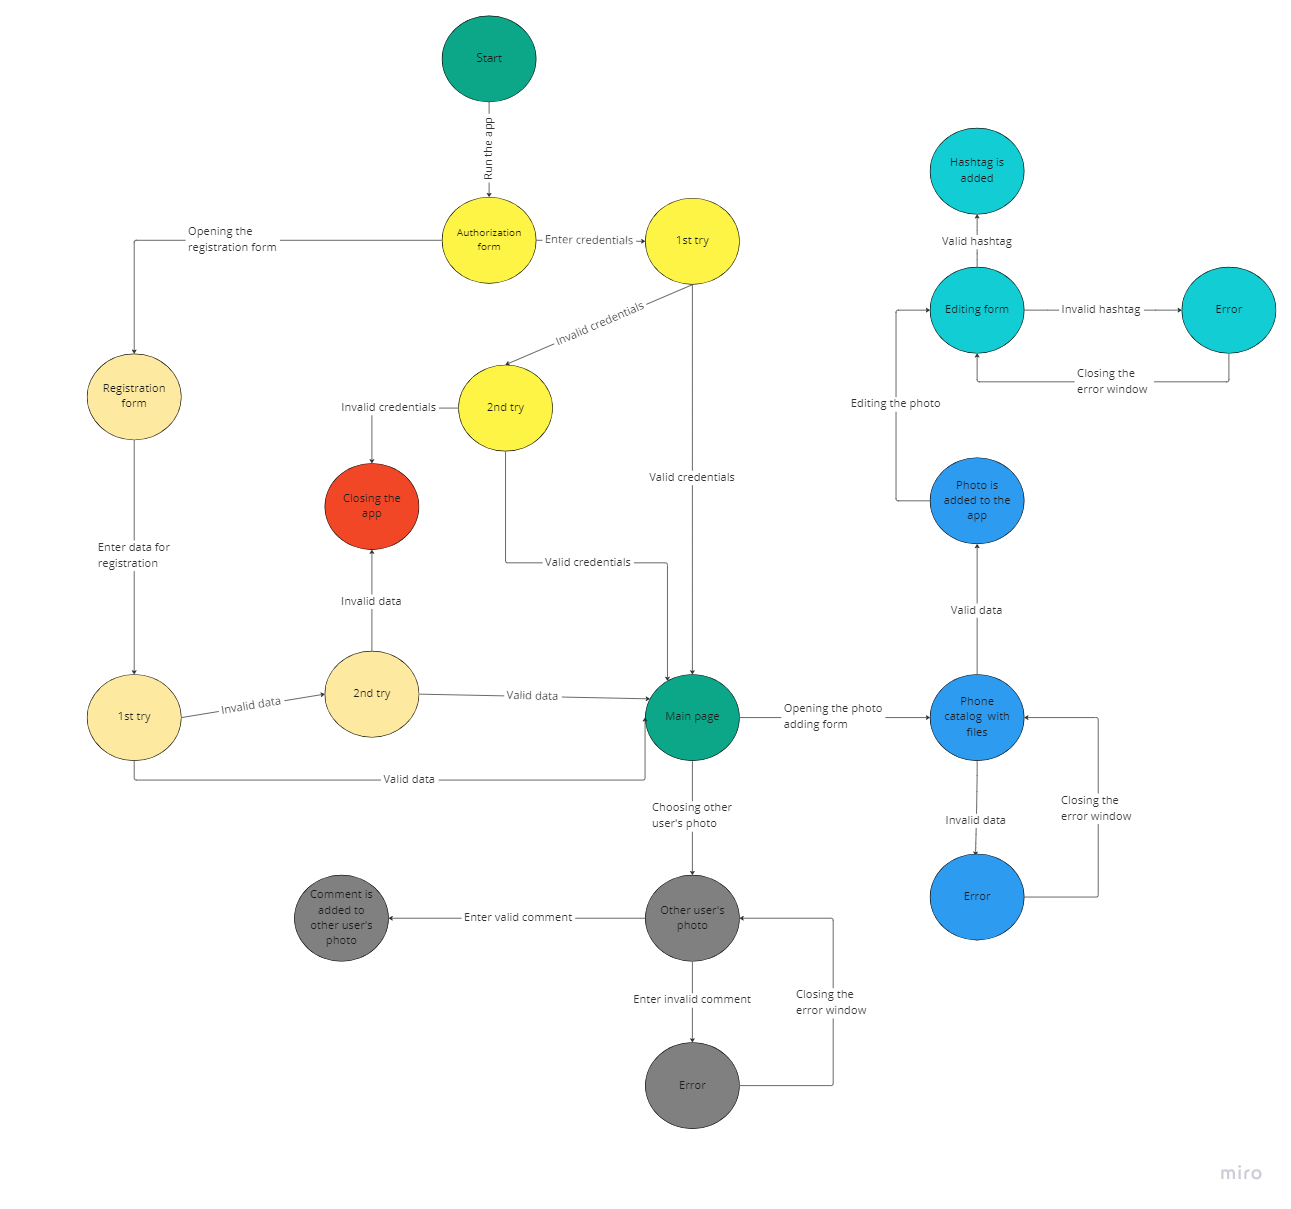 Start
Run the app
Hashtag is
added
Opening the
registration form
Authorization
form
Enter credentials
1st try
Valid hashtag
Invalid credentials
Editing form
Invalid hashtag
Error
Closing the
error window
Registration
form
Invalid credentials
2nd try
Editing the photo
Valid credentials
Closing the
app
Photo is
added to the
app
Enter data for
registration
Valid credentials
Invalid data
Valid data
1st try
Invalid data
2nd try
Valid data
Main page
Opening the photo
adding form
Phone
catalog with
files
Valid data
Choosing other
user's photo
Invalid data
Closing the
error window
Comment is
added to
other user's
photo
Enter valid comment
Other user's
photo
Error
Enter invalid comment
Closing the
error window
Error
miro